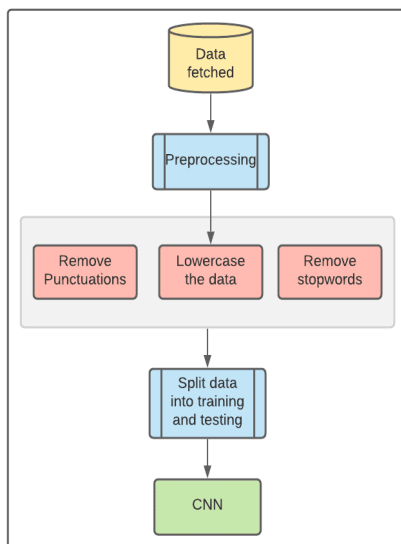 Data
fetched
Preprocessing
Remove
Punctuations
Lowercase
the data
Remove
stopwords
Split data
into training
and testing
CNN